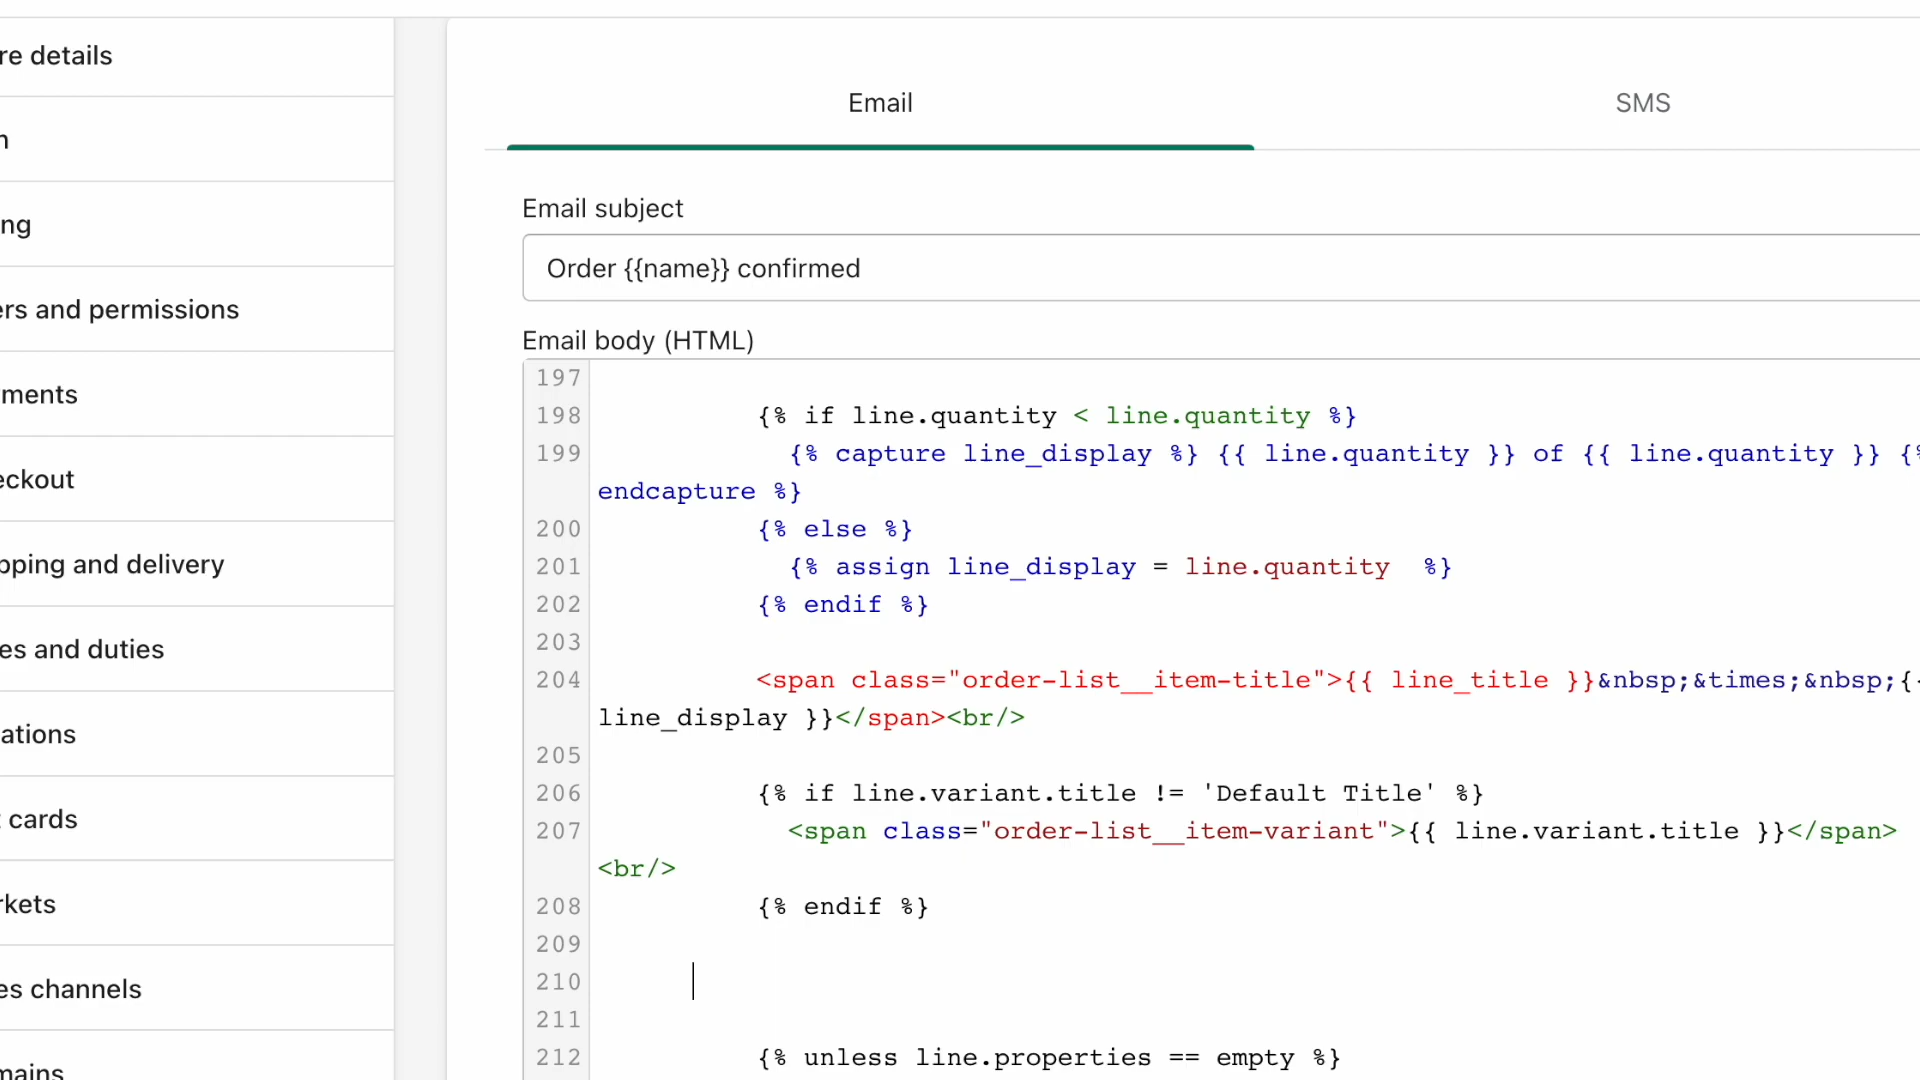 re details
n
ng
ers and permissions
ments
eckout
pping and delivery
es and duties
ations
cards
rkets
es channels
mains
Email
SMS
Email subject
Order {{name}} confirmed
Email body (HTML)
197
198 {% if line.quantity < line.quantity %}
199 {% capture line_display %} {{ line.quantity }} of {{ line.quantity }} {%
endcapture %}
200 {% else %}
201 {% assign line_display = line.quantity  %}
202 {% endif %}
203
204 <span class="order-list__item-title">{{ line_title }}&nbsp;&times;&nbsp;{{
line_display }}</span><br/>
205
206 {% if line.variant.title != 'Default Title' %}
207 <span class="order-list__item-variant">{{ line.variant.title }}</span>
<br/>
208 {% endif %}
209
210
211
212 {% unless line.properties == empty %}